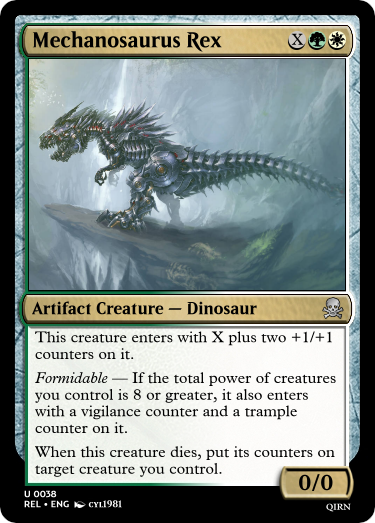 Mechanosaurus Rex X
Artifact Creature — Dinosaur
This creature enters with X plus two +1/+1
counters on it.
Formidable — If the total power of creatures
you control is 8 or greater, it also enters
with a vigilance counter and a trample
counter on it.
When this creature dies, put its counters on
target creature you control.
0/0
U 0038
REL • ENG CYL1981
QIRN